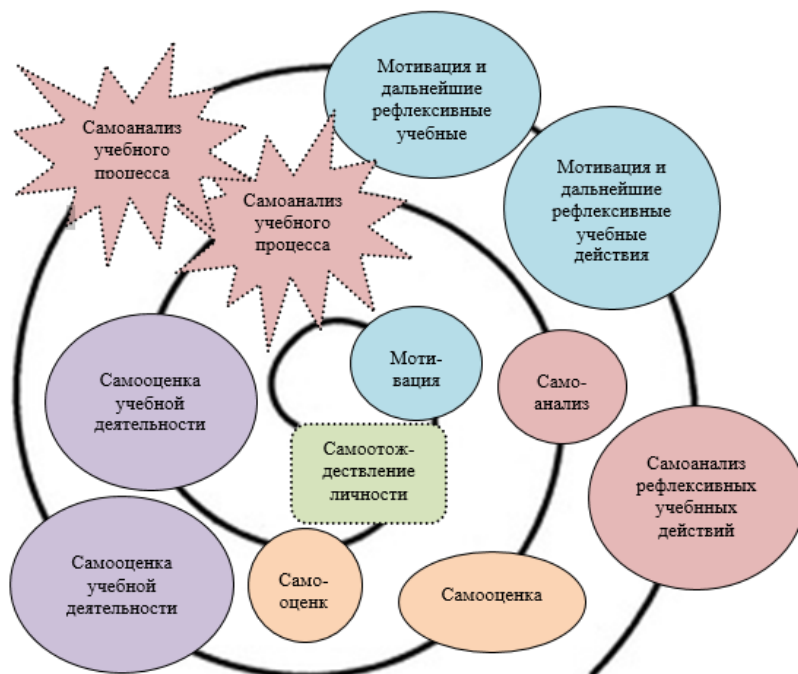 Мотивация и
дальнейшие
рефлексивные
учебные
Самоанализ
учебного
процесса
Мотивация и
дальнейшие
рефлексивные
учебные
действия
Самоанализ
учебного
процесса
Моти-
вация
Само-
анализ
Самооценка
учебной
деятельности
Самоотож-
дествление
личности
Самоанализ
рефлексивных
учебнных
действий
Самооценка
учебной
деятельности
Само-
оценк
Самооценка